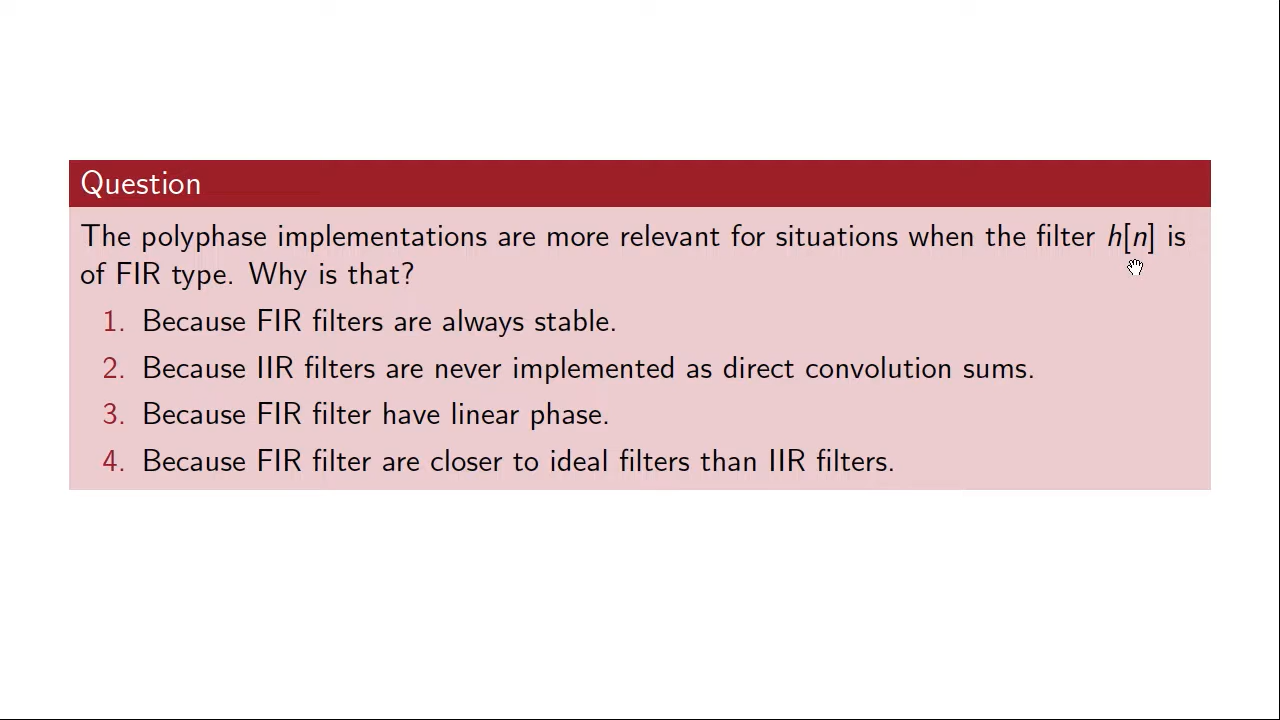 Question
The polyphase implementations are more relevant for situations when the filter h[n] is
of FIR type. Why is that?
1. Because FIR filters are always stable.
2. Because IIR filters are never implemented as direct convolution sums.
3. Because FIR filter have linear phase.
4. Because FIR filter are closer to ideal filters than IIR filters.